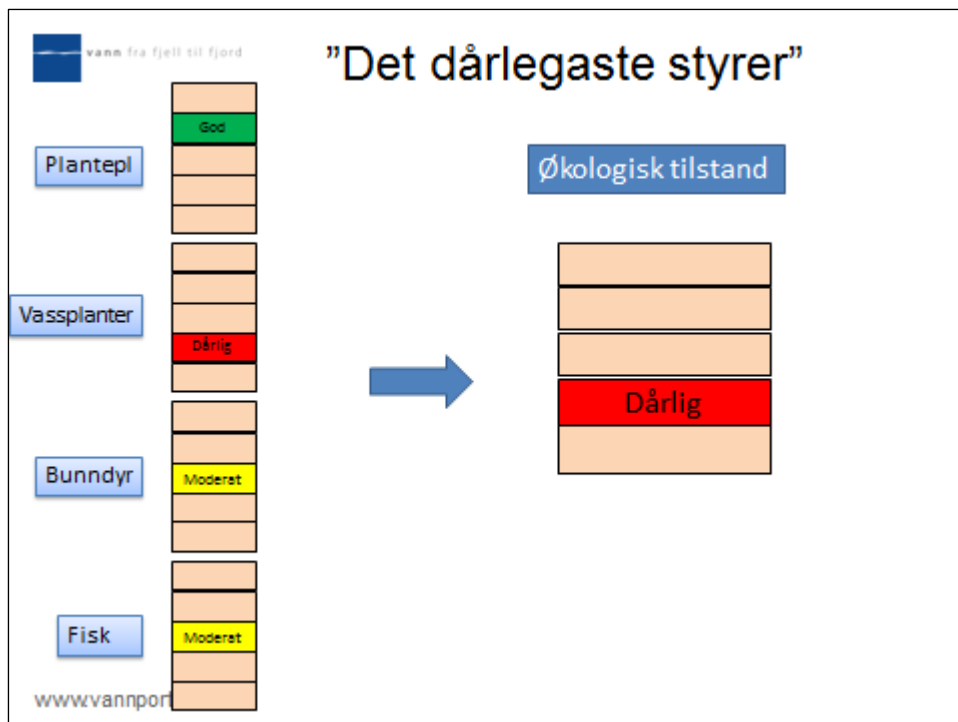 vann fra fjell til fjord
"Det dårlegaste styrer"
God
Plantepl
Økologisk tilstand
Vassplanter
Dårlig
Dårlig
Bunndyr
Moderat
Fisk
Moderat
www.vannport